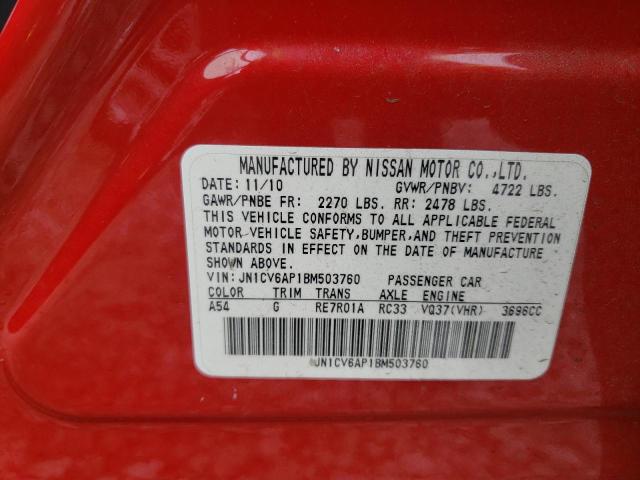 MANUFACTURED BY NISSAN MOTOR CO.,LTD.
DATE: 11/10 GVWR/PNBV: 4722 LBS.
GAWR/PNBE FR: 2270 LBS. RR: 2478 LBS.
THIS VEHICLE CONFORMS TO ALL APPLICABLE FEDERAL
MOTOR VEHICLE SAFETY,BUMPER,AND THEFT PREVENTION
STANDARDS IN EFFECT ON THE DATE OF MANUFACTURE
SHOWN ABOVE.
VIN: JN1CV6AP1BM503760 PASSENGER CAR
COLOR TRIM TRANS AXLE ENGINE
A54 G RE7R01A RC33 VQ37(VHR) 3696CC
JN1CV6AP1BM503760